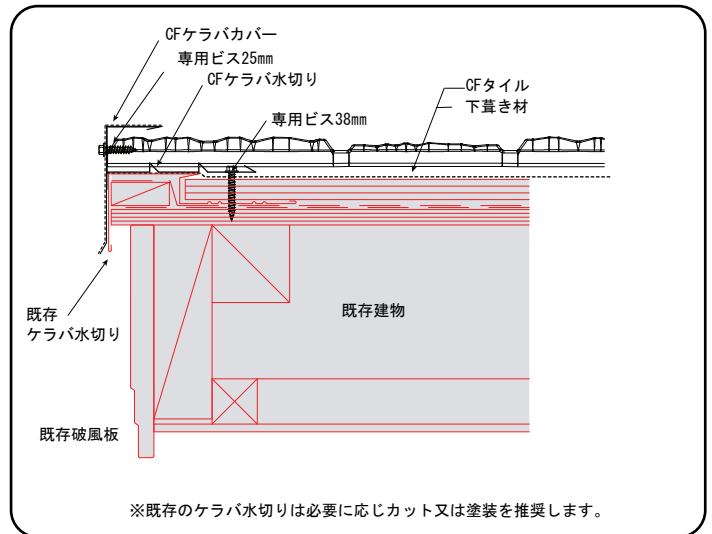 CFケラバカバー
専用ビス25mm
CFケラバ水切り
専用ビス38mm
CFタイル
下葺き材
既存
ケラバ水切り
既存建物
既存破風板
※既存のケラバ水切りは必要に応じカット又は塗装を推奨します。